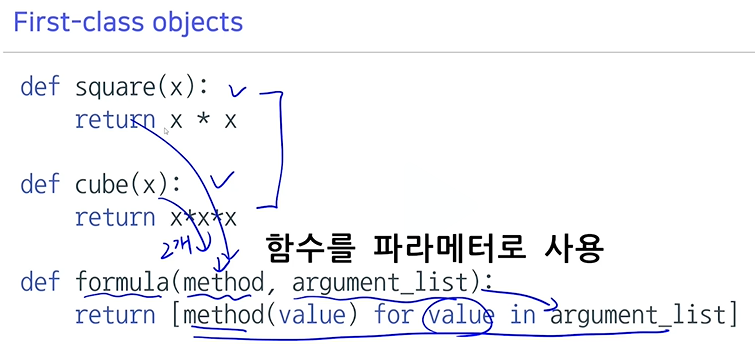 First-class objects
def square(x):
return x * x
def cube(x):
return x*x*x
2개
함수를 파라메터로 사용
def formula(method, argument_list):
return [method(value) for value in argument_list]